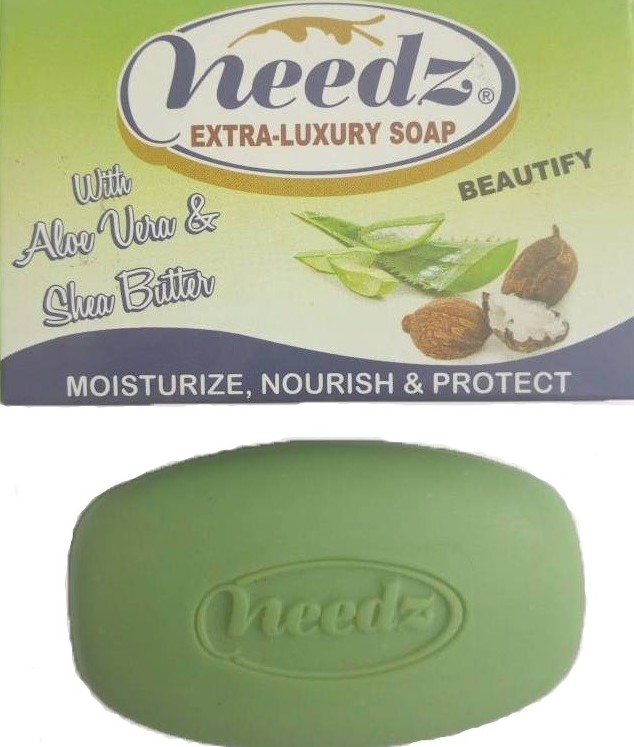 needz®
EXTRA-LUXURY SOAP
BEAUTIFY
With
Aloe Vera &
Shea Butter
MOISTURIZE, NOURISH & PROTECT
needz